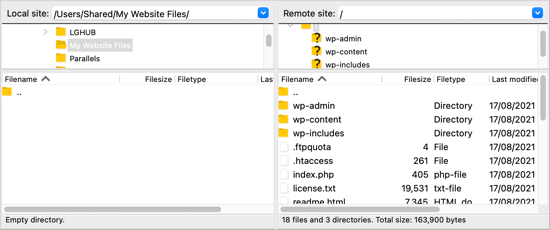 Local site: /Users/Shared/My Website Files/
LGHUB
My Website Files
Parallels
Filename Filesize Filetype Las
..
Empty directory.
Remote site: /
/
wp-admin
wp-content
wp-includes
Filename Filesize Filetype Last modified
..
wp-admin Directory 17/08/2021
wp-content Directory 17/08/2021
wp-includes Directory 17/08/2021
.ftpquota 4 File 17/08/2021
.htaccess 261 File 17/08/2021
index.php 405 php-file 17/08/2021
license.txt 19,531 txt-file 17/08/2021
readme.html 7,345 HTML do 17/08/2021
18 files and 3 directories. Total size: 163,900 bytes